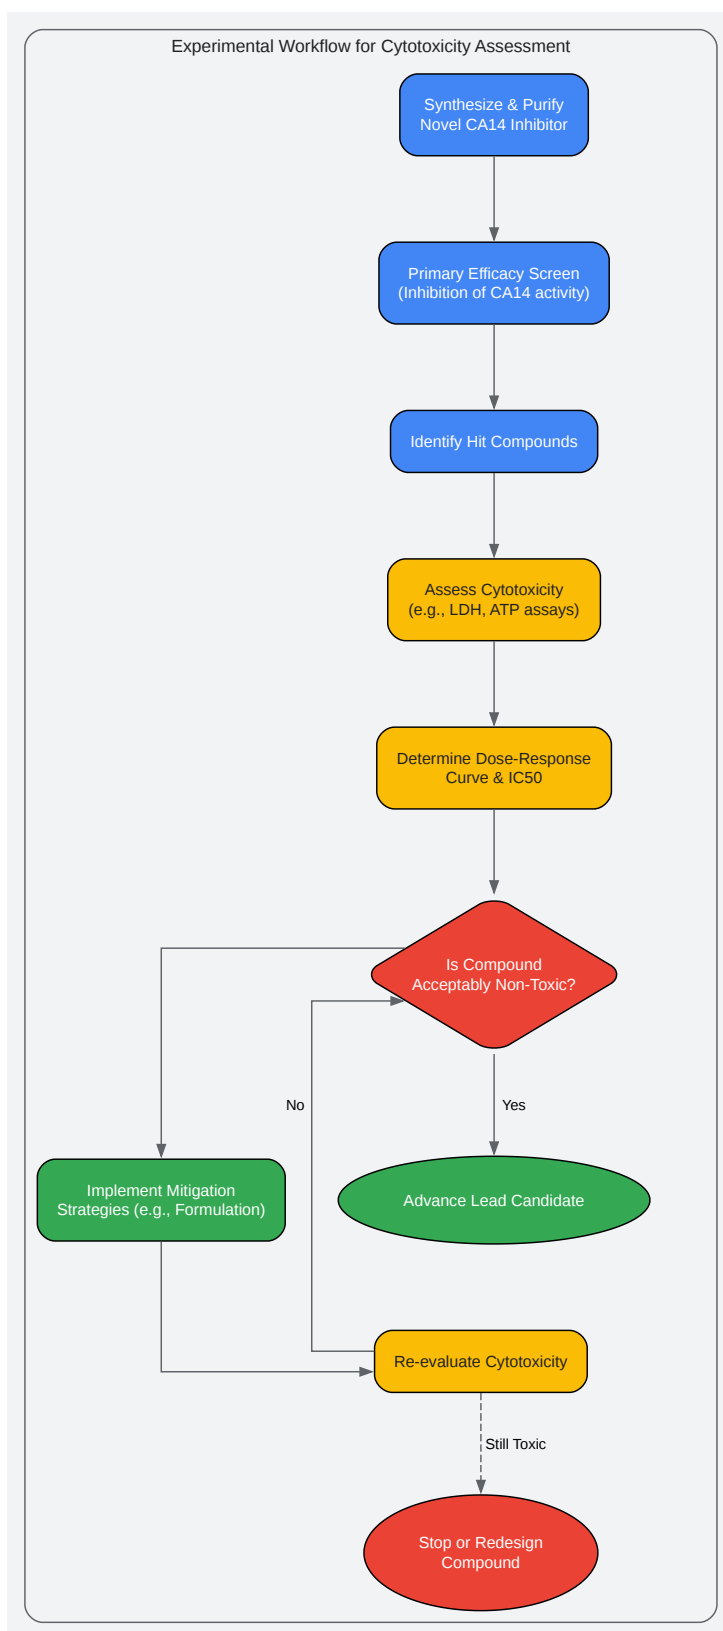 Experimental Workflow for Cytotoxicity Assessment
Synthesize & Purify
Novel CA14 Inhibitor
Primary Efficacy Screen
(Inhibition of CA14 activity)
Identify Hit Compounds
Assess Cytotoxicity
(e.g., LDH, ATP assays)
Determine Dose-Response
Curve & IC50
Is Compound
Acceptably Non-Toxic?
No
Yes
Implement Mitigation
Strategies (e.g., Formulation)
Advance Lead Candidate
Re-evaluate Cytotoxicity
Still Toxic
Stop or Redesign
Compound